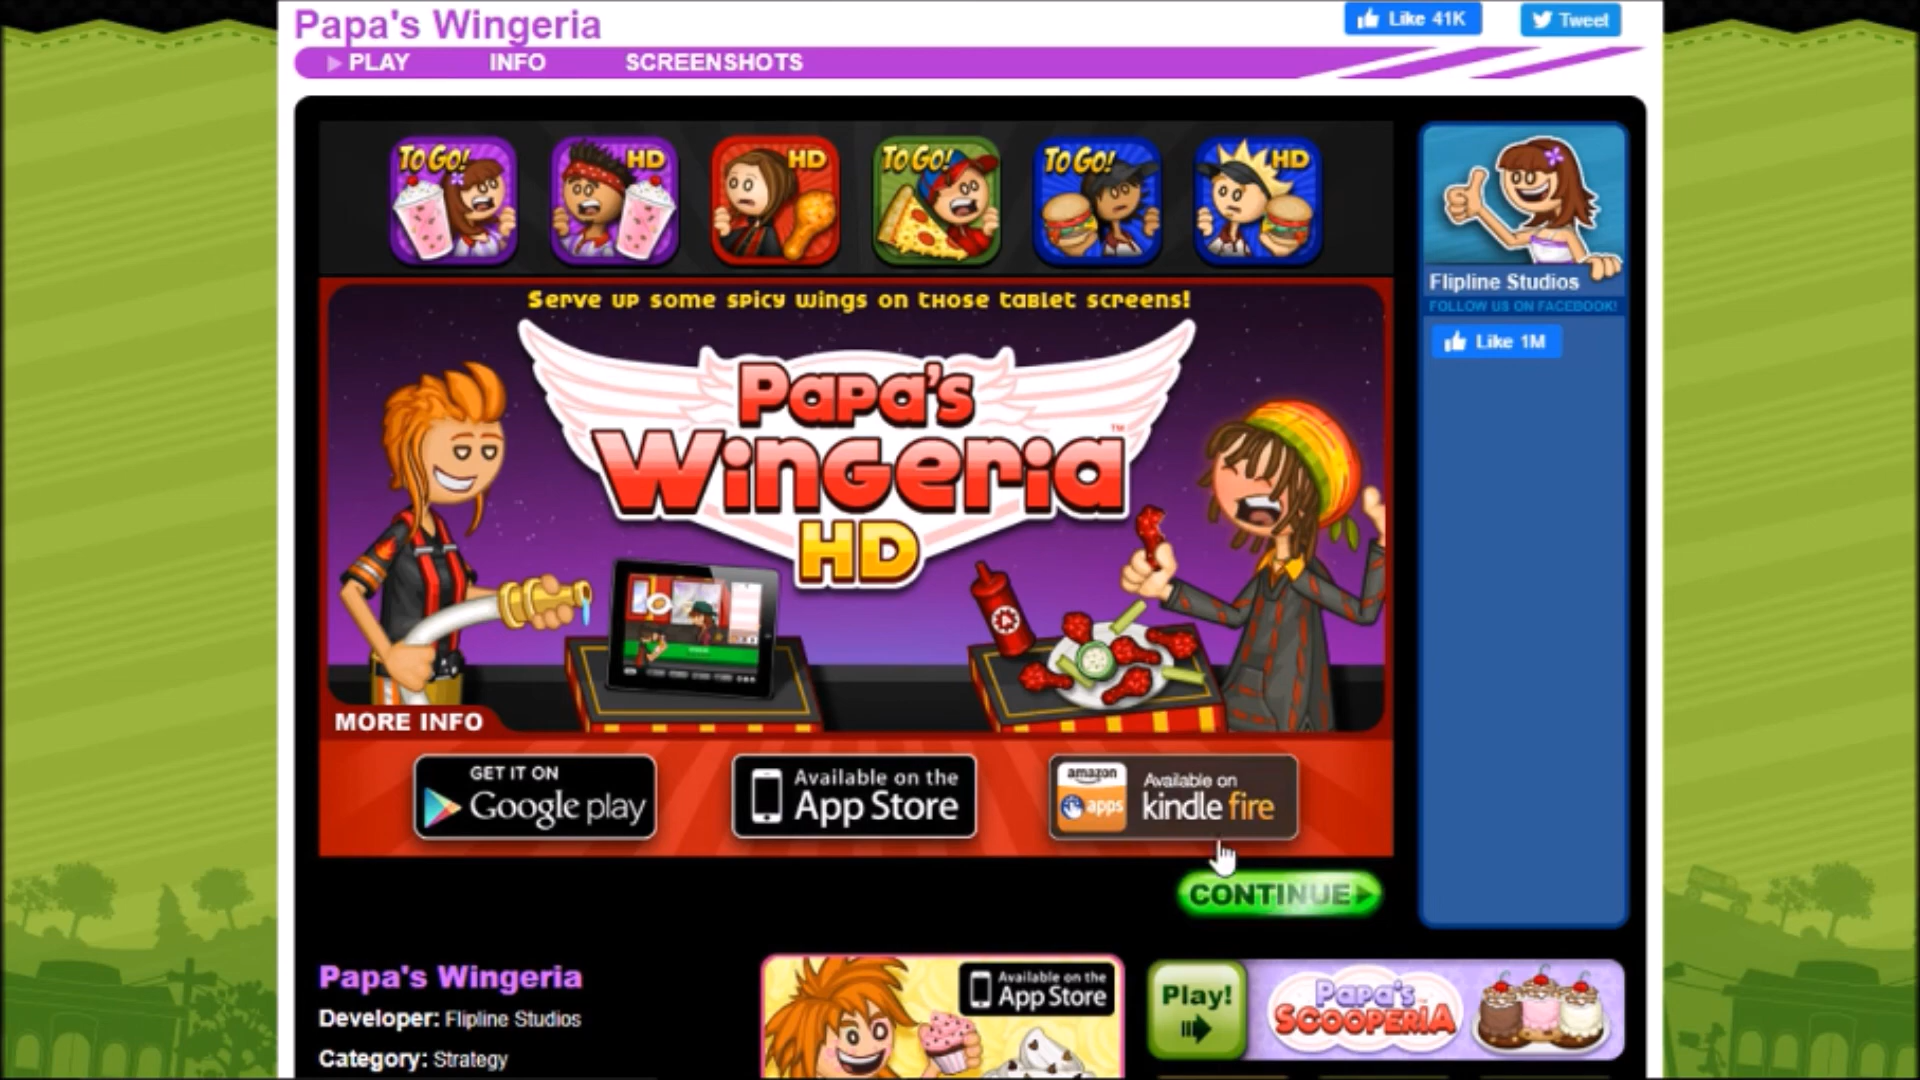 Papa's Wingeria
Like 41K
Tweet
PLAY INFO SCREENSHOTS
TO GO!
HD
HD
TO GO!
TO GO!
HD
Flipline Studios
FOLLOW US ON FACEBOOK!
Like 1M
Serve up some spicy wings on those tablet screens!
Papa's
Wingeria
TM
HD
MORE INFO
GET IT ON
Google play
Available on the
App Store
amazon
apps
Available on
kindle fire
CONTINUE
Papa's Wingeria
Developer: Flipline Studios
Category: Strategy
Available on the
App Store
Play!
Papa's
SCOOPERIA